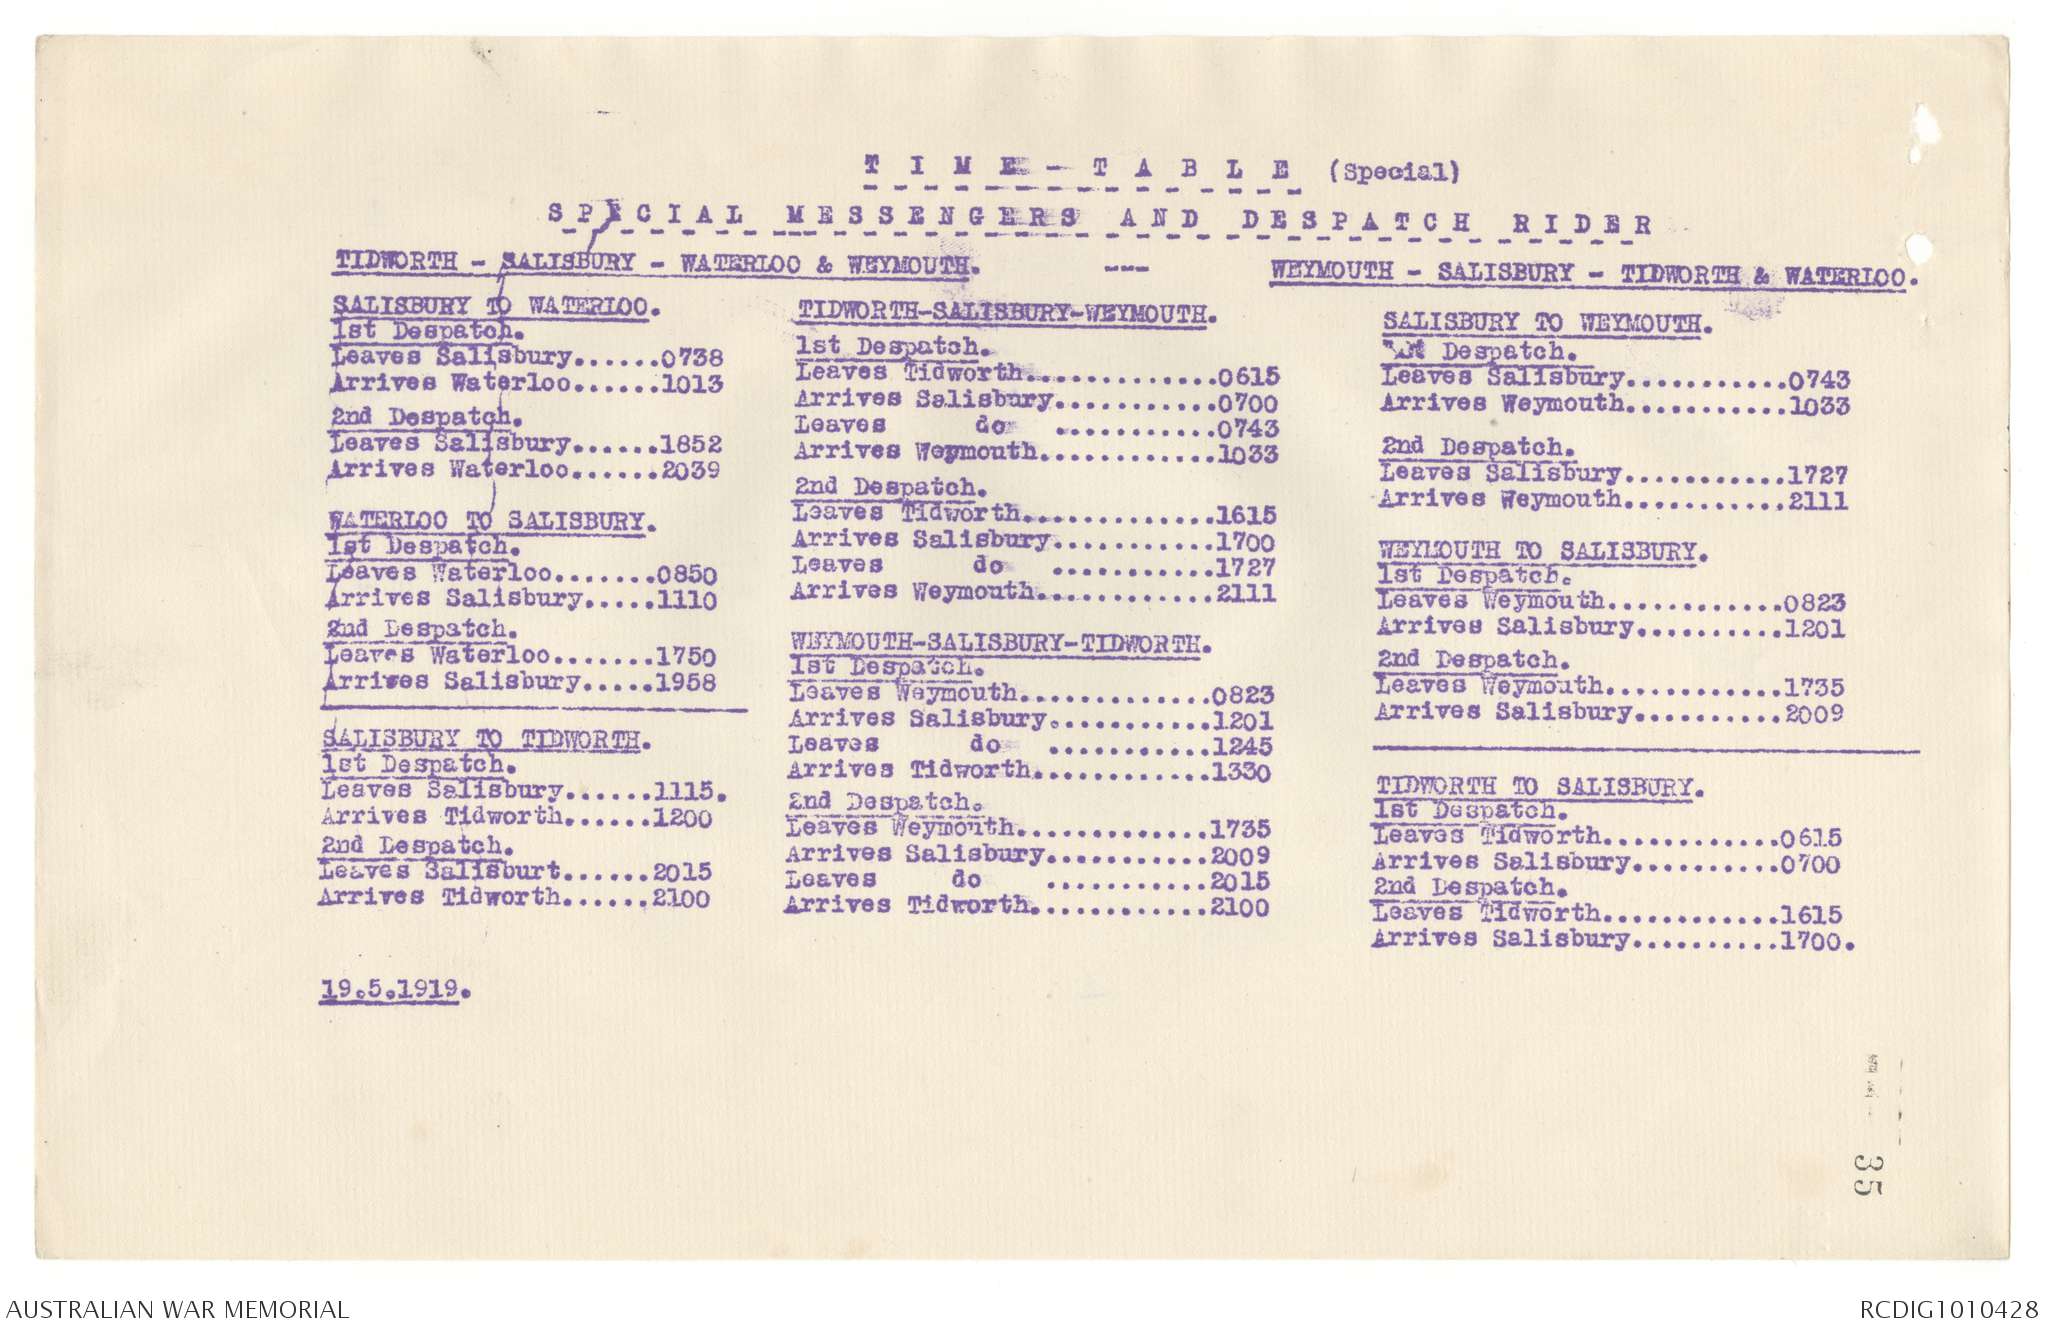 TIME-TABLE (Special)
SPECIAL MESSENGERS AND DESPATCH RIDER
TIDWORTH - SALISBURY - WATERLOO & WEYMOUTH. --- WEYMOUTH - SALISBURY - TIDWORTH & WATERLOO.
SALISBURY TO WATERLOO.
1st Despatch.
Leaves Salisbury......0738
Arrives Waterloo......1013
2nd Despatch.
Leaves Salisbury......1852
Arrives Waterloo......2039
WATERLOO TO SALISBURY.
1st Despatch.
Leaves Waterloo.......0850
Arrives Salisbury.....1110
2nd Despatch.
Leaves Waterloo.......1750
Arrives Salisbury.....1958
SALISBURY TO TIDWORTH.
1st Despatch.
Leaves Salisbury......1115.
Arrives Tidworth......1200
2nd Despatch.
Leaves Salisburt......2015
Arrives Tidworth......2100
19.5.1919.
TIDWORTH-SALISBURY-WEYMOUTH.
1st Despatch.
Leaves Tidworth.............0615
Arrives Salisbury...........0700
Leaves do ...........0743
Arrives Weymouth............1033
2nd Despatch.
Leaves Tidworth.............1615
Arrives Salisbury...........1700
Leaves do ...........1727
Arrives Weymouth............2111
WEYMOUTH-SALISBURY-TIDWORTH.
1st Despatch.
Leaves Weymouth.............0823
Arrives Salisbury...........1201
Leaves do ...........1245
Arrives Tidworth............1330
2nd Despatch.
Leaves Weymouth.............1735
Arrives Salisbury...........2009
Leaves do ...........2015
Arrives Tidworth............2100
SALISBURY TO WEYMOUTH.
Despatch.
Leaves Salisbury...........0743
Arrives Weymouth...........1033
2nd Despatch.
Leaves Salisbury...........1727
Arrives Weymouth...........2111
WEYMOUTH TO SALISBURY.
1st Despatch.
Leaves Weymouth............0823
Arrives Salisbury..........1201
2nd Despatch.
Leaves Weymouth............1735
Arrives Salisbury..........2009
TIDWORTH TO SALISBURY.
1st Despatch.
Leaves Tidworth............0615
Arrives Salisbury..........0700
2nd Despatch.
Leaves Tidworth............1615
Arrives Salisbury..........1700.
35
AUSTRALIAN WAR MEMORIAL
RCDIG1010428